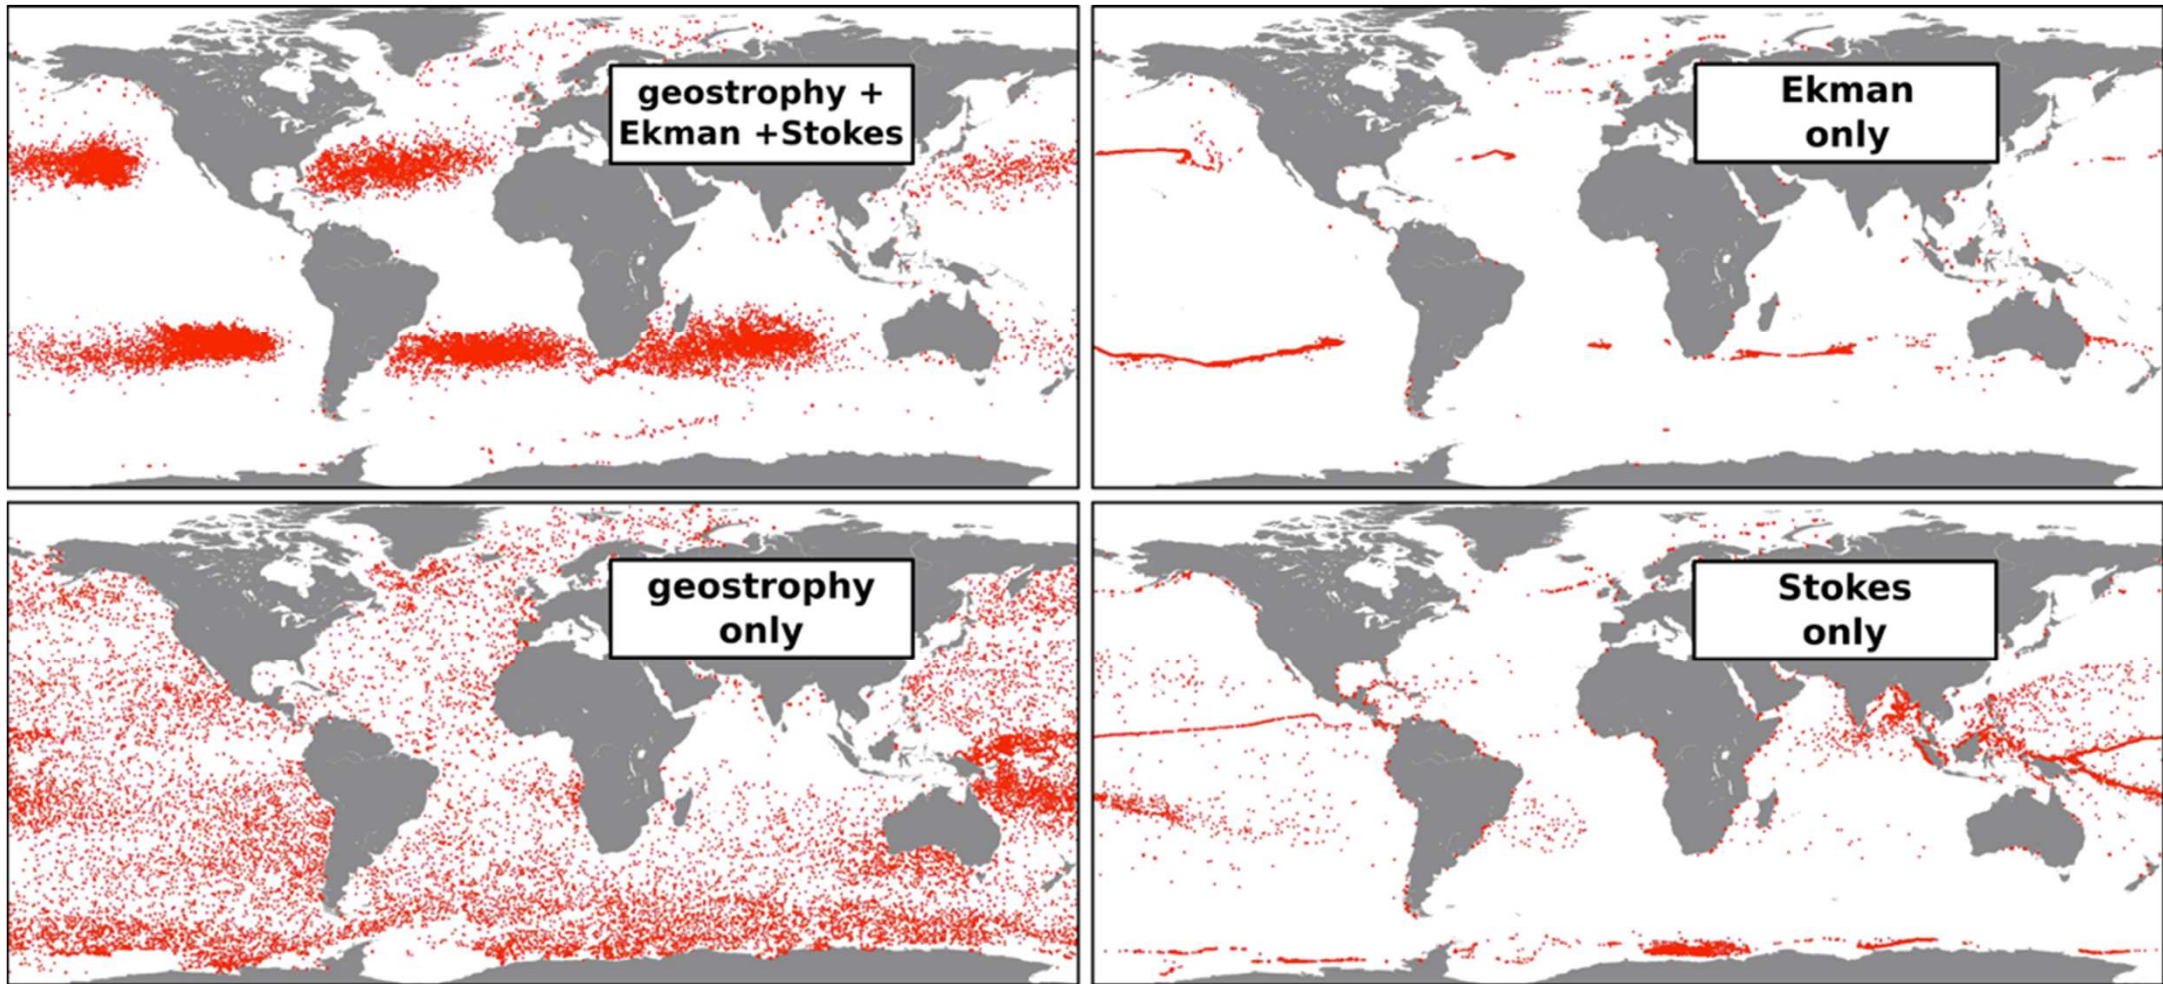 geostrophy +
Ekman +Stokes
Ekman
only
geostrophy
only
Stokes
only